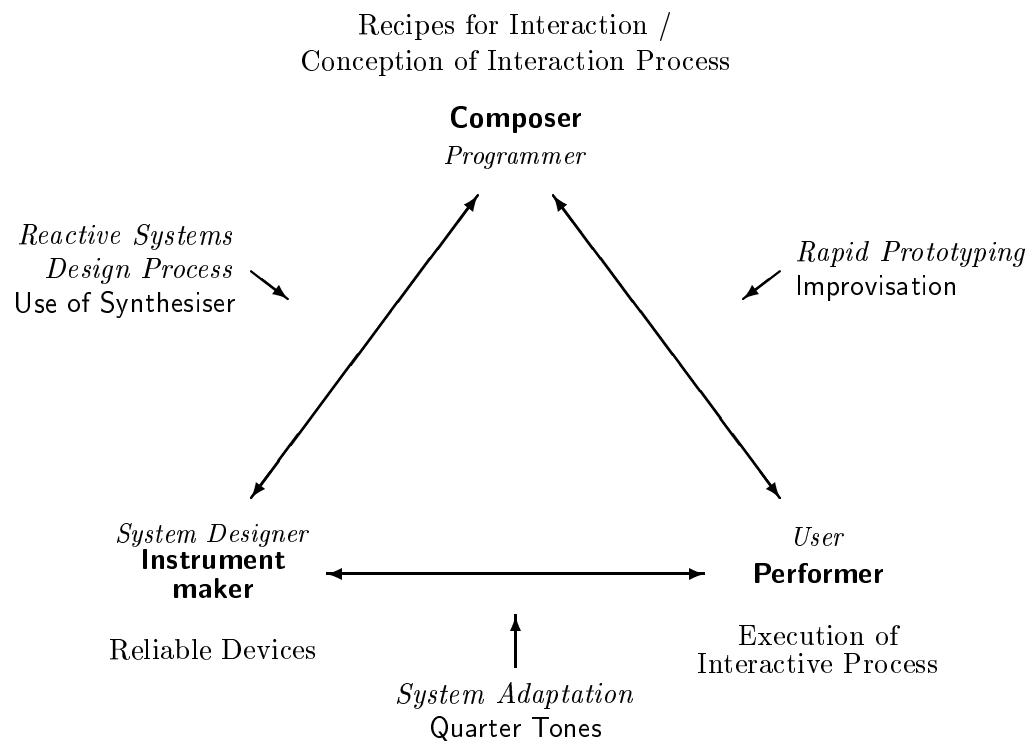 Recipes for Interaction /
Conception of Interaction Process
Composer
Programmer
Reactive Systems
Design Process
Use of Synthesiser
Rapid Prototyping
Improvisation
System Designer
Instrument
maker
Reliable Devices
User
Performer
Execution of
Interactive Process
System Adaptation
Quarter Tones